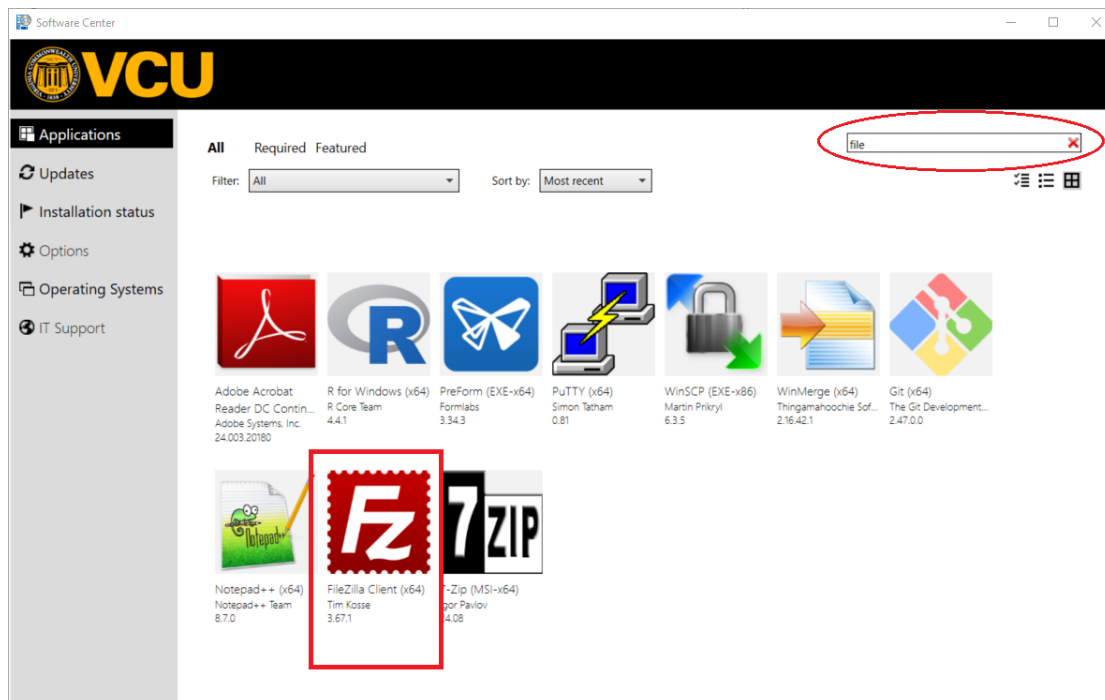 Software Center
VCU
Applications
Updates
Installation status
Options
Operating Systems
IT Support
All Required Featured
file
Filter: All Sort by: Most recent
Adobe Acrobat
Reader DC Contin...
Adobe Systems, Inc.
24.003.20180
R for Windows (x64)
R Core Team
4.4.1
PreForm (EXE-x64)
Formlabs
3.34.3
PuTTY (x64)
Simon Tatham
0.81
WinSCP (EXE-x86)
Martin Prikryl
6.3.5
WinMerge (x64)
Thingamahoochie Sof...
2.16.42.1
Git (x64)
The Git Development...
2.47.0.0
Notepad++
Notepad++ (x64)
Notepad++ Team
8.7.0
Fz
FileZilla Client (x64)
Tim Kosse
3.67.1
7 ZIP
7-Zip (MSI-x64)
Igor Pavlov
24.08